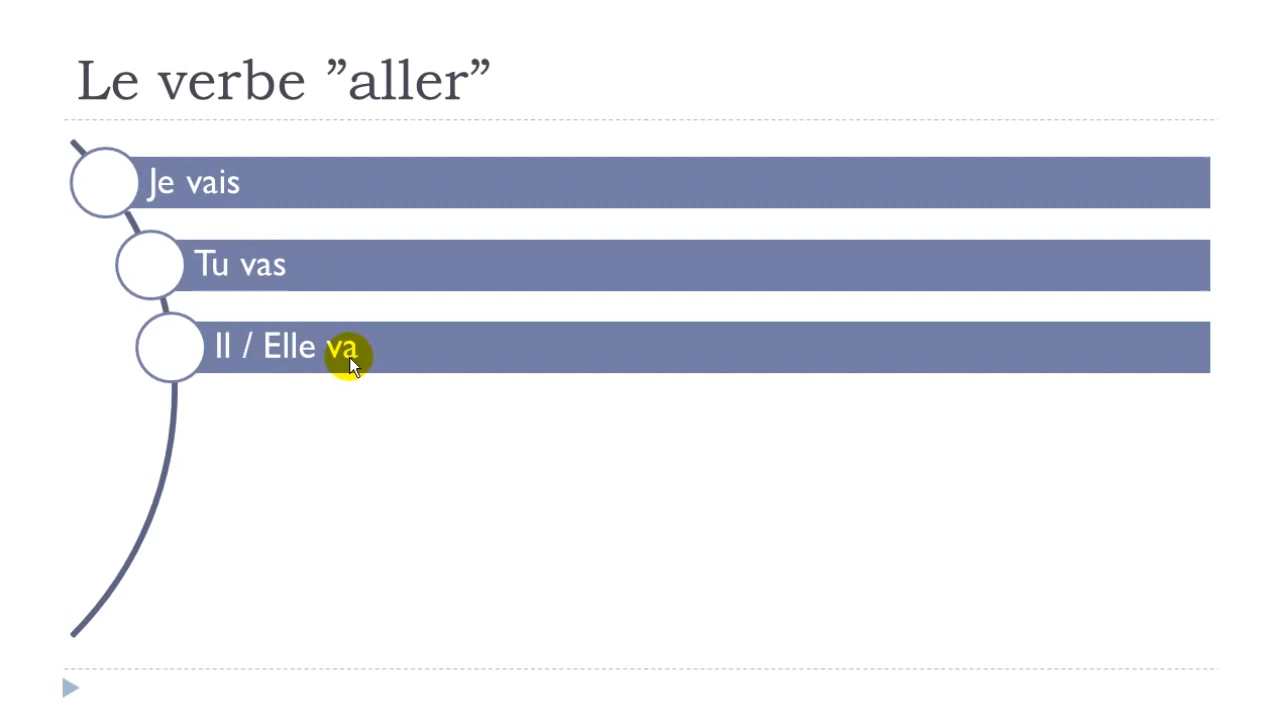 Le verbe ”aller”
Je vais
Tu vas
Il / Elle va